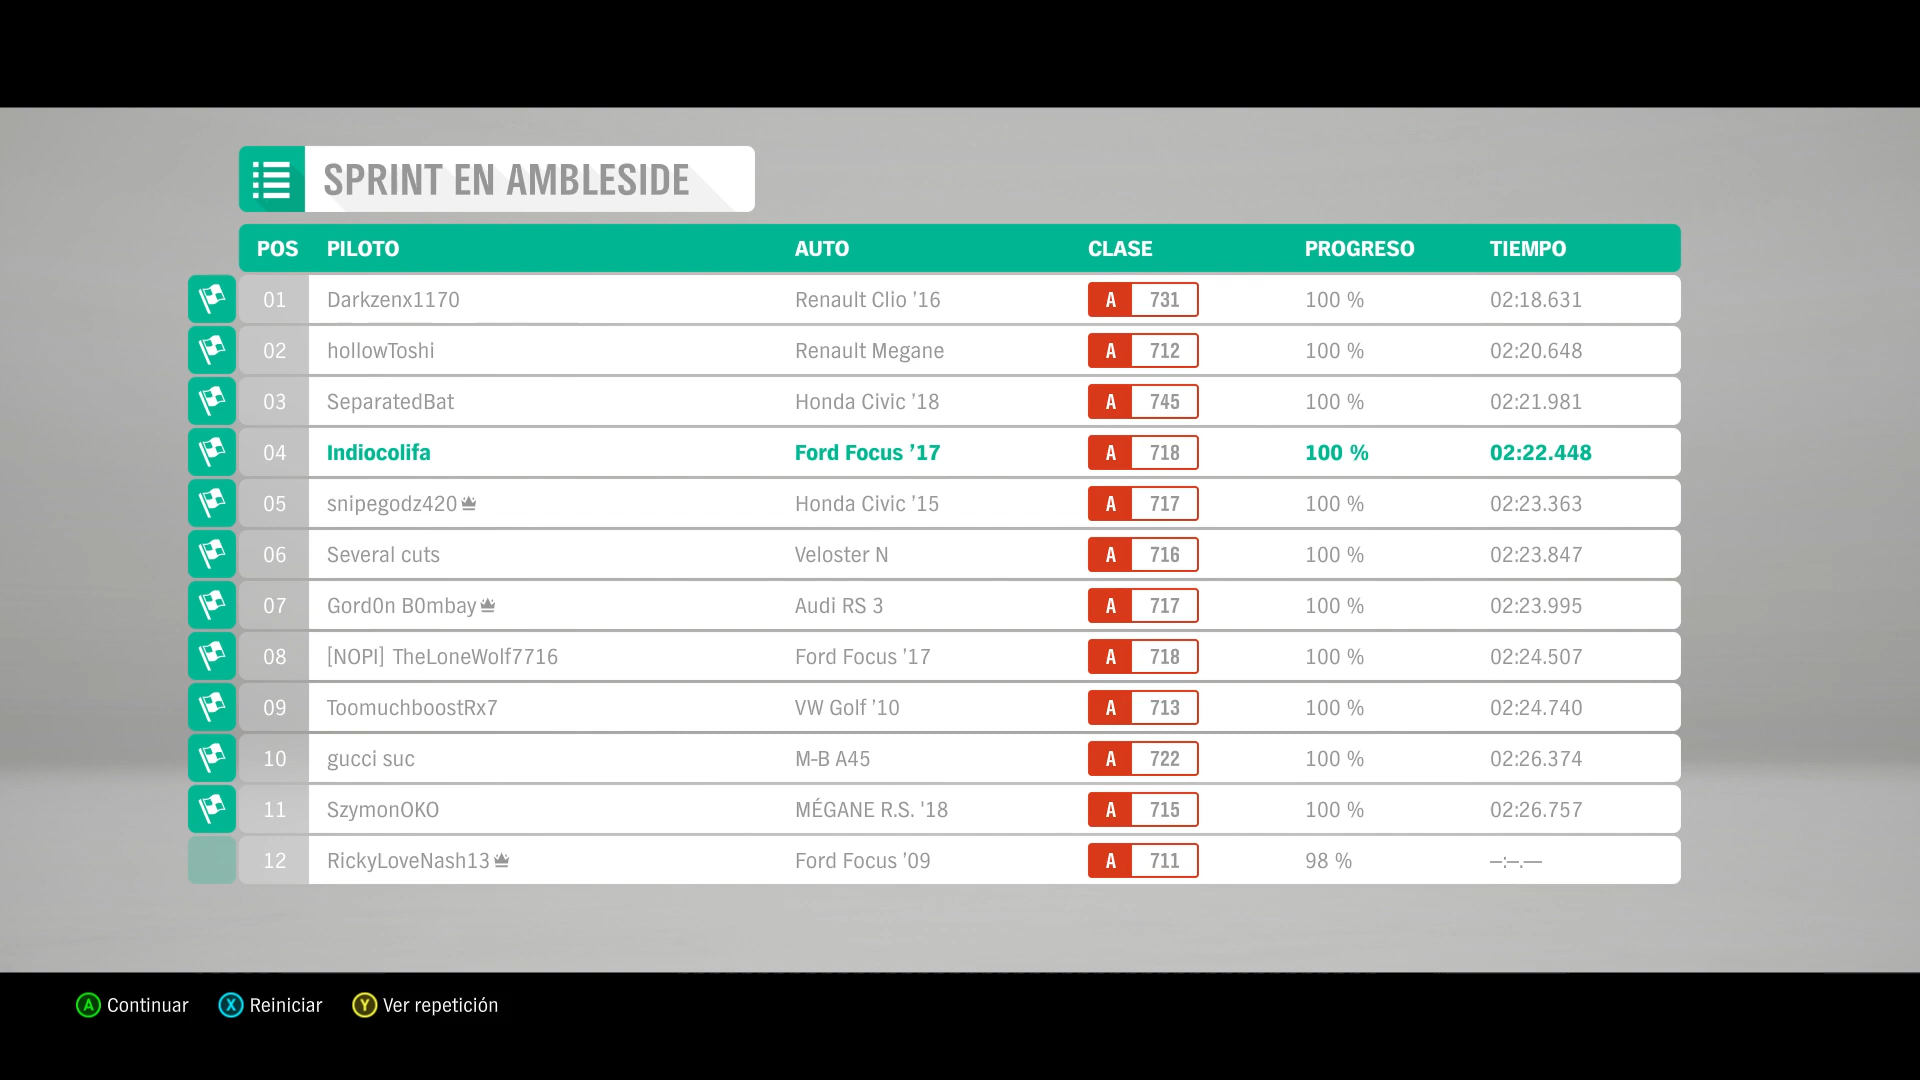 SPRINT EN AMBLESIDE
POS PILOTO AUTO CLASE PROGRESO TIEMPO
01 Darkzenx1170 Renault Clio ’16 A 731 100 % 02:18.631
02 hollowToshi Renault Megane A 712 100 % 02:20.648
03 SeparatedBat Honda Civic ’18 A 745 100 % 02:21.981
04 Indiocolifa Ford Focus ’17 A 718 100 % 02:22.448
05 snipegodz420 Honda Civic ’15 A 717 100 % 02:23.363
06 Several cuts Veloster N A 716 100 % 02:23.847
07 Gord0n B0mbay Audi RS 3 A 717 100 % 02:23.995
08 [NOPI] TheLoneWolf7716 Ford Focus ’17 A 718 100 % 02:24.507
09 ToomuchboostRx7 VW Golf ’10 A 713 100 % 02:24.740
10 gucci suc M-B A45 A 722 100 % 02:26.374
11 SzymonOKO MÉGANE R.S. '18 A 715 100 % 02:26.757
12 RickyLoveNash13 Ford Focus ’09 A 711 98 % –:–.––
A Continuar X Reiniciar Y Ver repetición